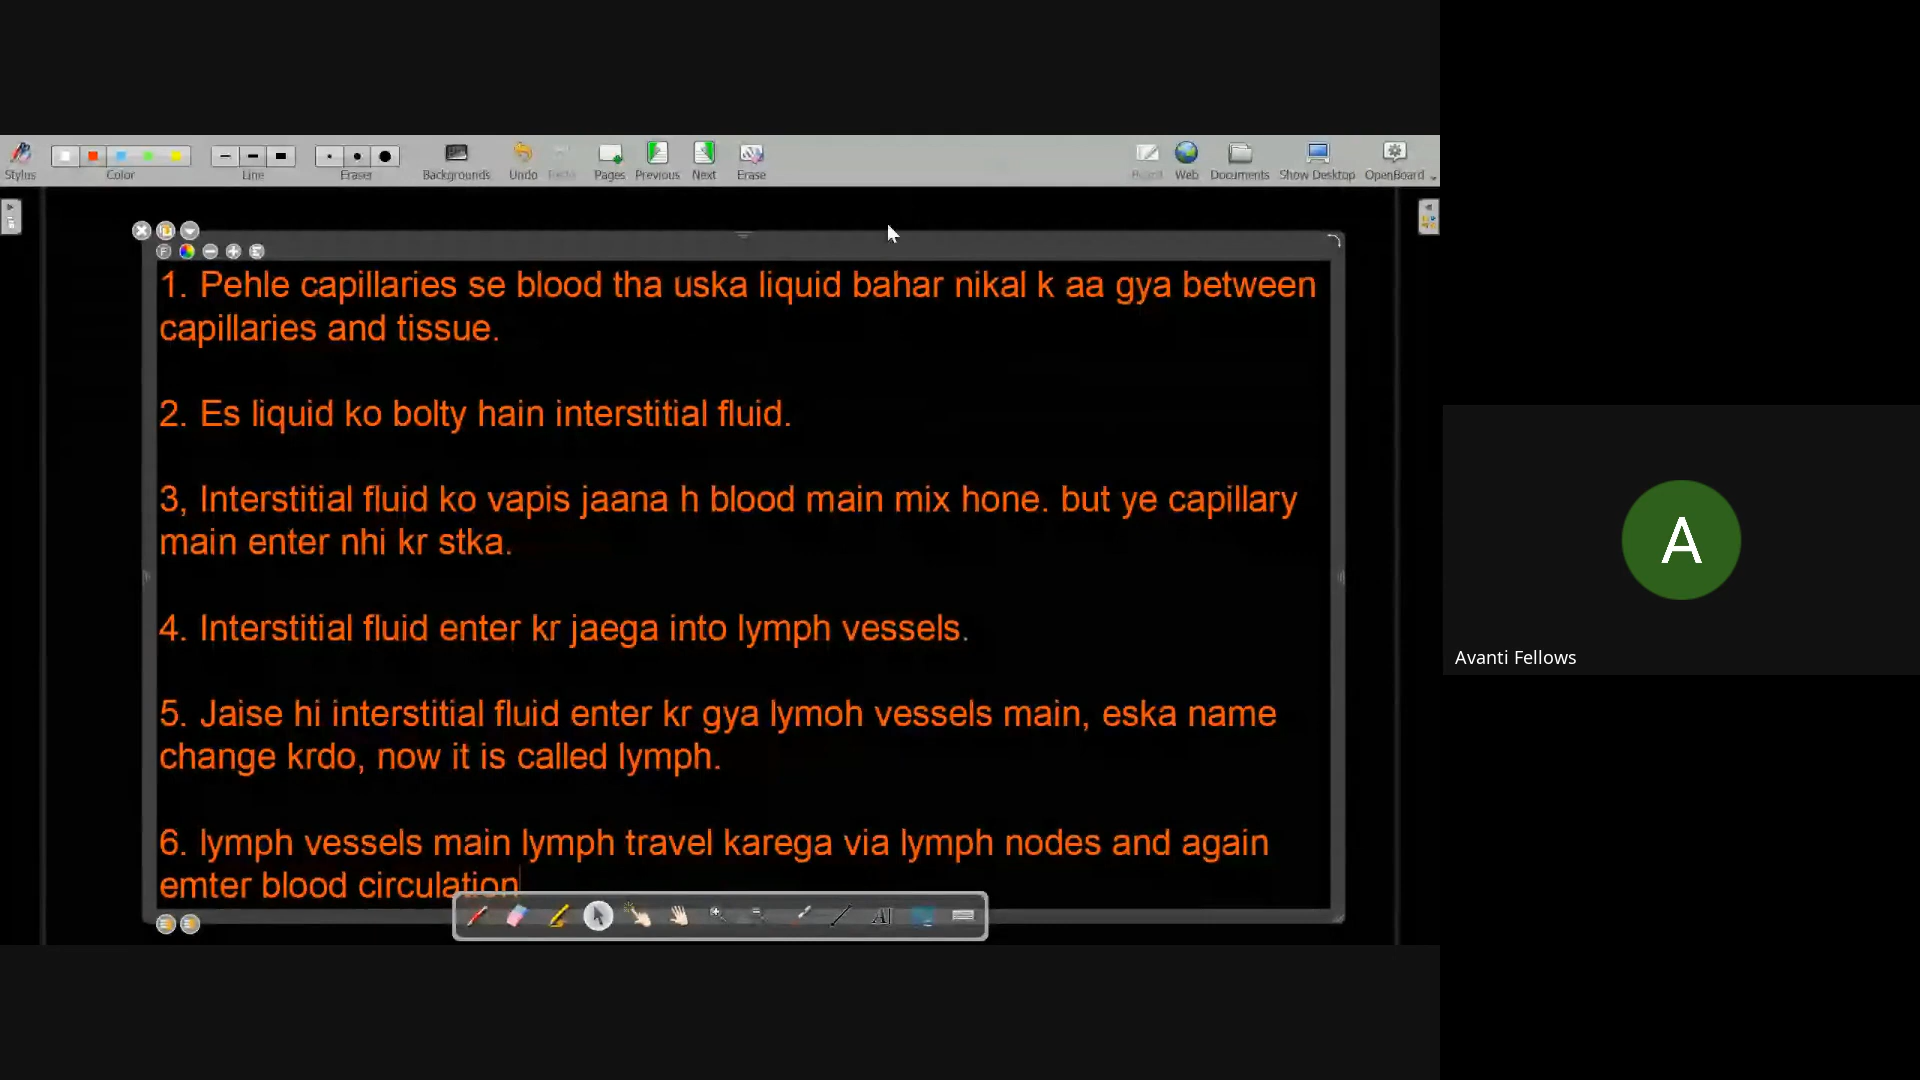 Stylus
Color
Line
Eraser
Backgrounds
Undo
Redo
Pages
Previous
Next
Erase
Board
Web
Documents
Show Desktop
OpenBoard
1. Pehle capillaries se blood tha uska liquid bahar nikal k aa gya between
capillaries and tissue.
2. Es liquid ko bolty hain interstitial fluid.
3, Interstitial fluid ko vapis jaana h blood main mix hone. but ye capillary
main enter nhi kr stka.
4. Interstitial fluid enter kr jaega into lymph vessels.
5. Jaise hi interstitial fluid enter kr gya lymoh vessels main, eska name
change krdo, now it is called lymph.
6. lymph vessels main lymph travel karega via lymph nodes and again
emter blood circulation
A
Avanti Fellows